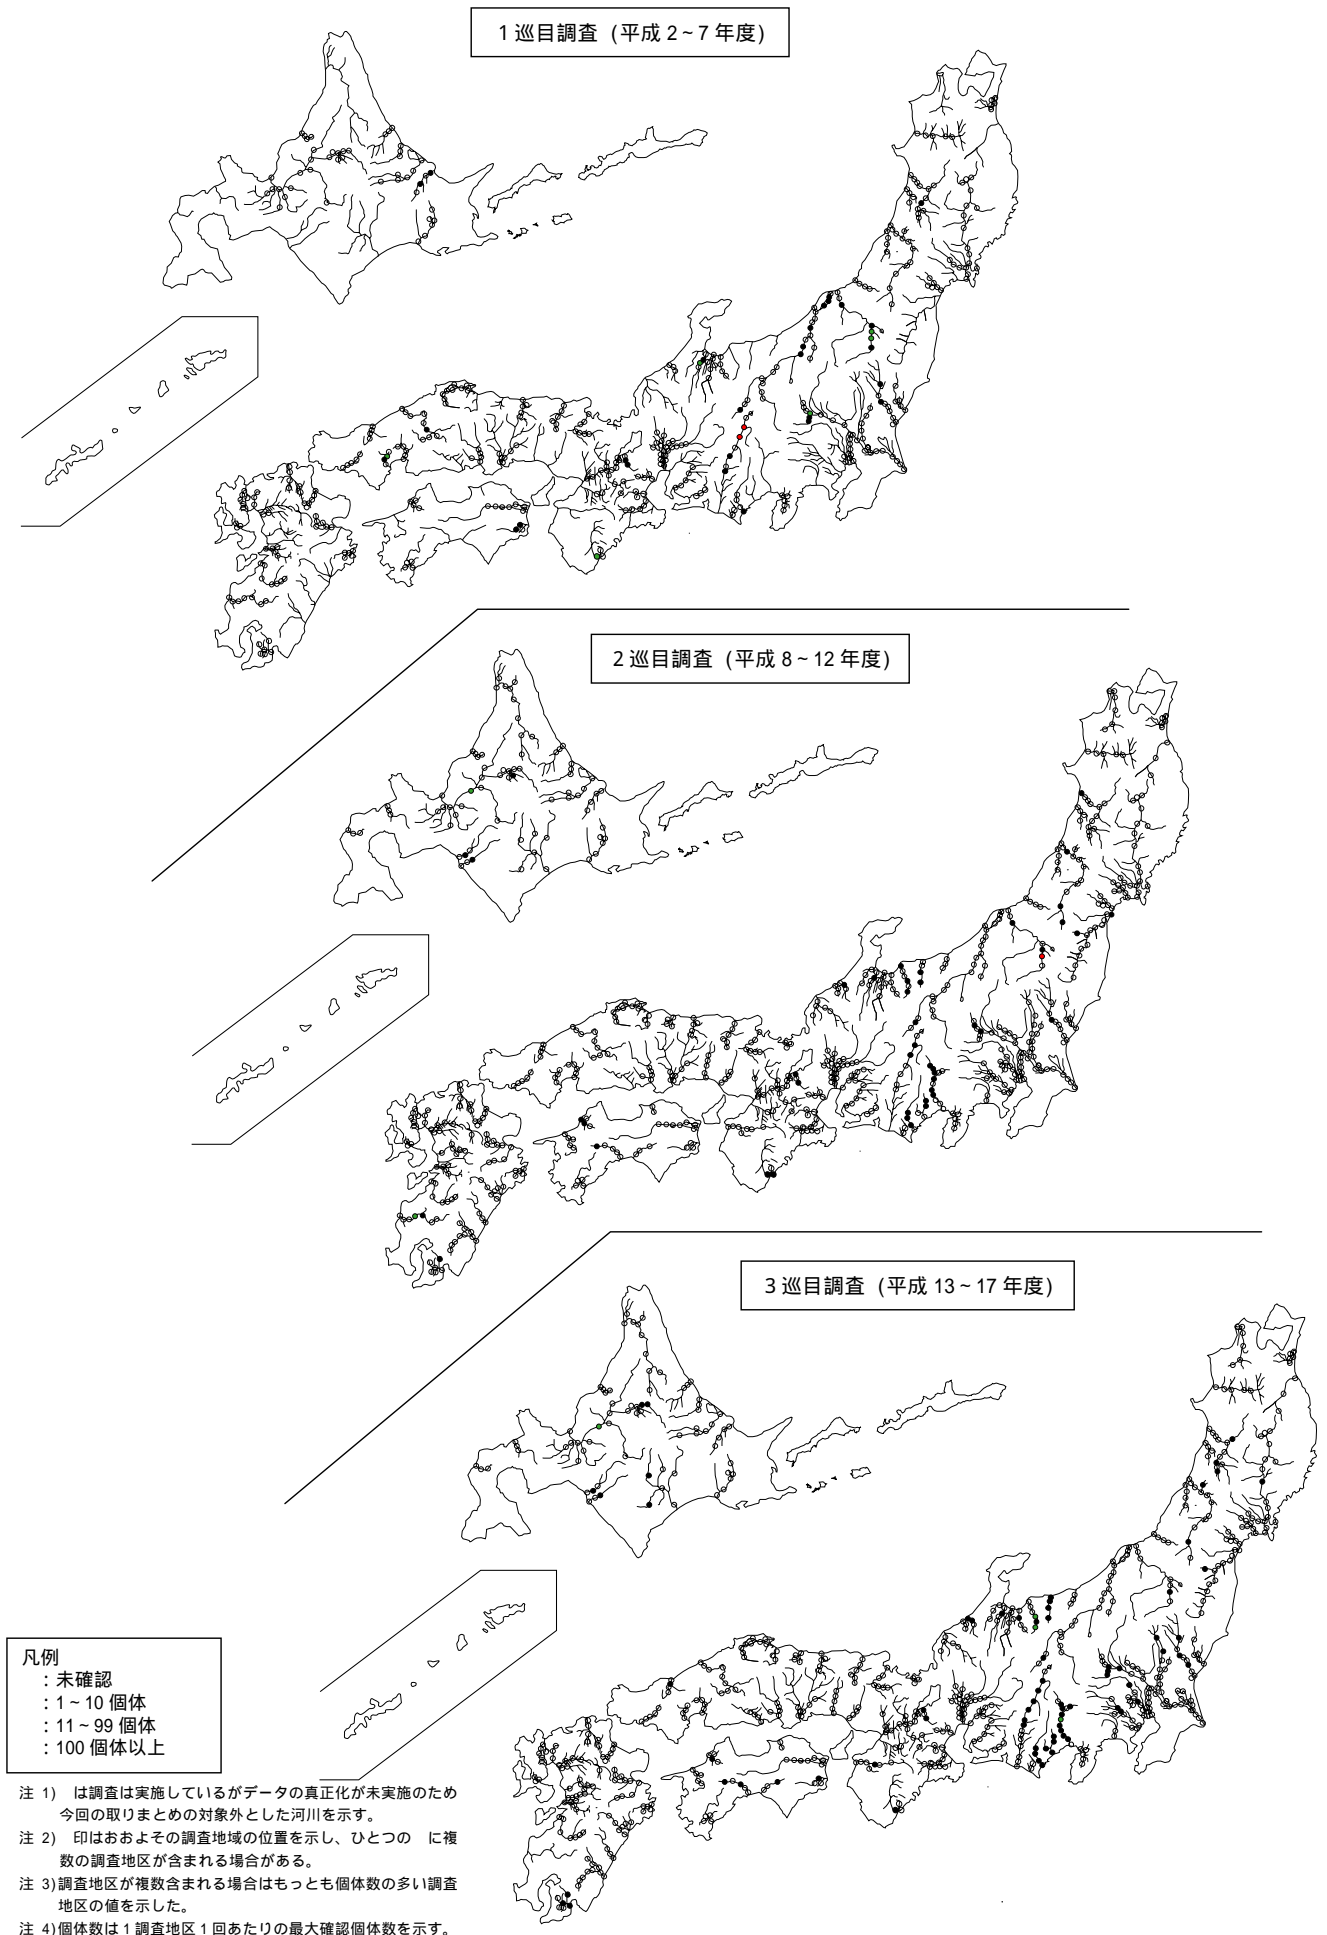 1 巡目調査 (平成 2~7 年度)
2 巡目調査 (平成 8~12 年度)
3 巡目調査 (平成 13~17 年度)
凡例
：未確認
：1~10 個体
：11~99 個体
：100 個体以上
注 1) は調査は実施しているがデータの真正化が未実施のため
今回の取りまとめの対象外とした河川を示す。
注 2) 印はおおよその調査地域の位置を示し、ひとつの に複
数の調査地区が含まれる場合がある。
注 3)調査地区が複数含まれる場合はもっとも個体数の多い調査
地区の値を示した。
注 4)個体数は 1 調査地区 1 回あたりの最大確認個体数を示す。